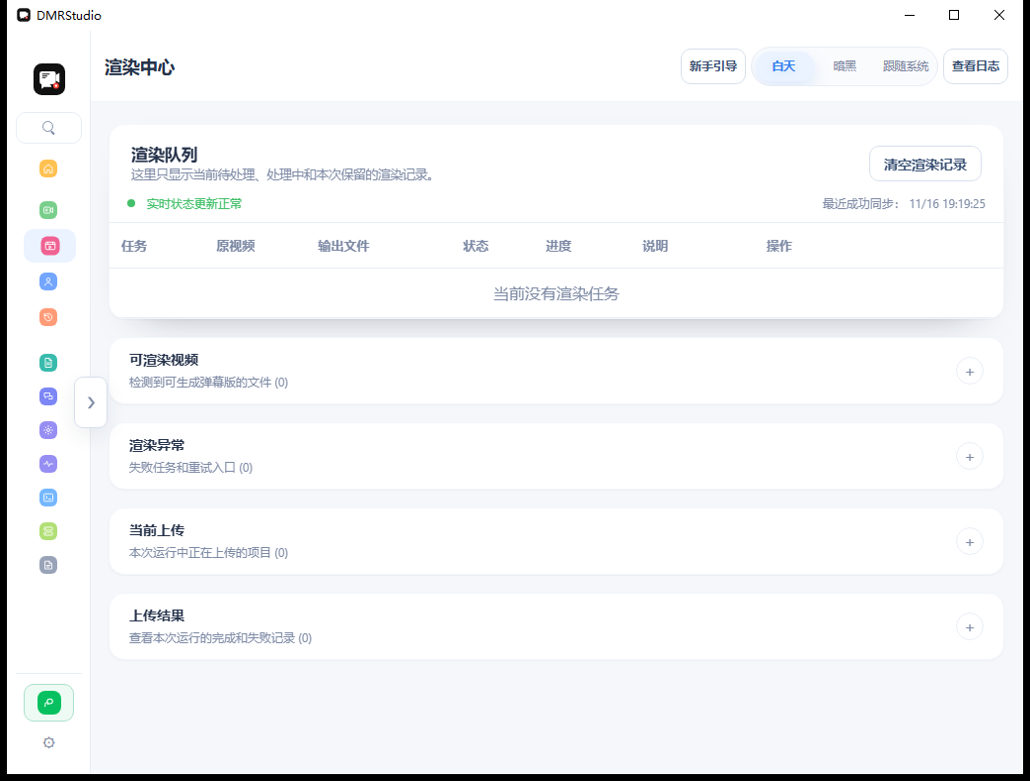 DMRStudio
渲染中心
新手引导
白天
暗黑
跟随系统
查看日志
渲染队列
这里只显示当前待处理、处理中和本次保留的渲染记录。
清空渲染记录
实时状态更新正常
最近成功同步： 11/16 19:19:25
任务 原视频 输出文件 状态 进度 说明 操作
当前没有渲染任务
可渲染视频
检测到可生成弹幕版的文件 (0)
渲染异常
失败任务和重试入口 (0)
当前上传
本次运行中正在上传的项目 (0)
上传结果
查看本次运行的完成和失败记录 (0)